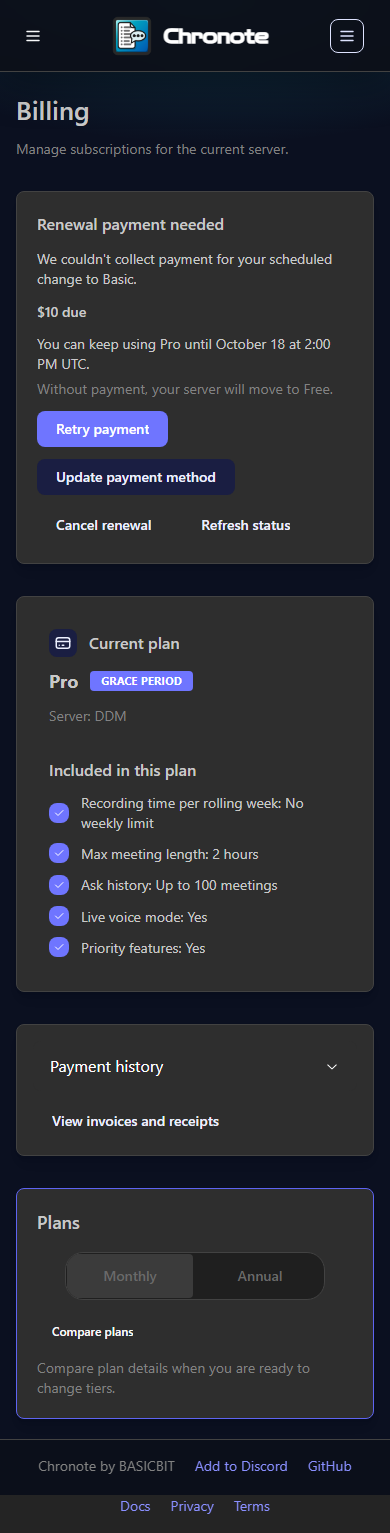 Chronote
Billing
Manage subscriptions for the current server.
Renewal payment needed
We couldn't collect payment for your scheduled
change to Basic.
$10 due
You can keep using Pro until October 18 at 2:00
PM UTC.
Without payment, your server will move to Free.
Retry payment
Update payment method
Cancel renewal Refresh status
Current plan
Pro GRACE PERIOD
Server: DDM
Included in this plan
Recording time per rolling week: No
weekly limit
Max meeting length: 2 hours
Ask history: Up to 100 meetings
Live voice mode: Yes
Priority features: Yes
Payment history
View invoices and receipts
Plans
Monthly Annual
Compare plans
Compare plan details when you are ready to
change tiers.
Chronote by BASICBIT Add to Discord GitHub
Docs Privacy Terms